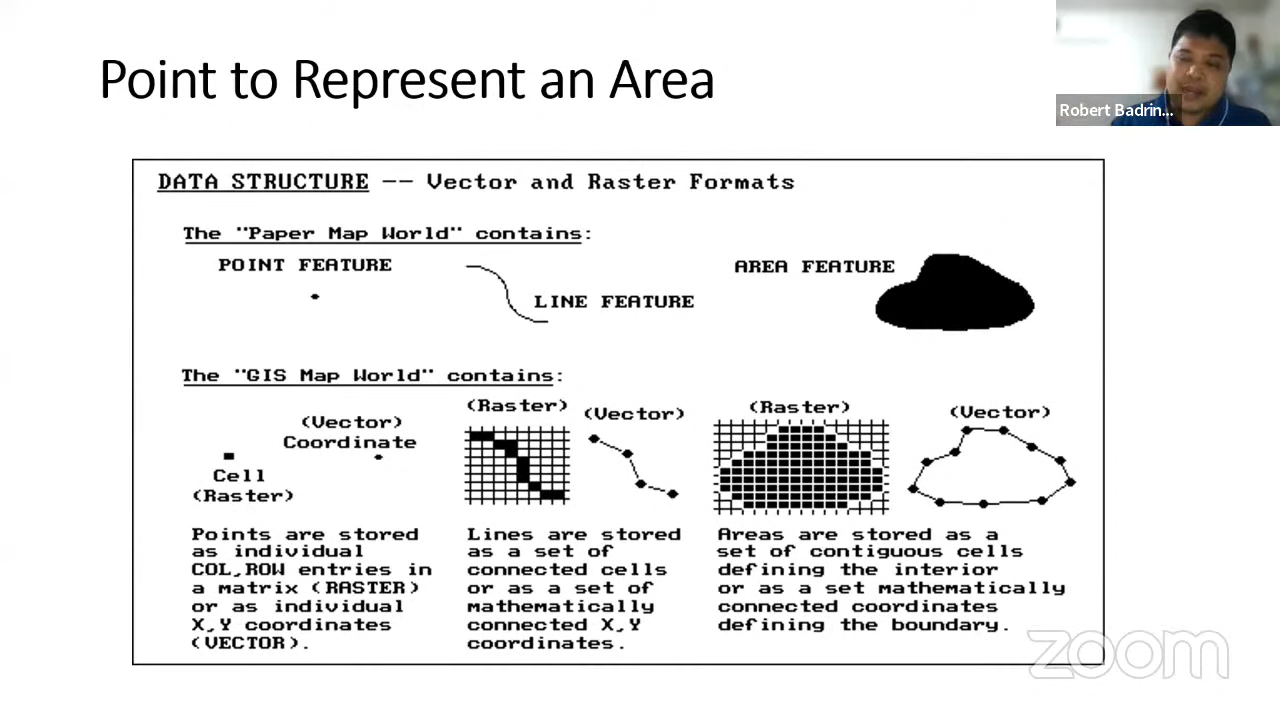 Point to Represent an Area
Robert Badrin...
DATA STRUCTURE -- Vector and Raster Formats
The "Paper Map World" contains:
POINT FEATURE
LINE FEATURE
AREA FEATURE
The "GIS Map World" contains:
(Vector)
Coordinate
Cell
(Raster)
(Raster)
(Vector)
(Raster)
(Vector)
Points are stored
as individual
COL,ROW entries in
a matrix (RASTER)
or as individual
X,Y coordinates
(VECTOR).
Lines are stored
as a set of
connected cells
or as a set of
mathematically
connected X,Y
coordinates.
Areas are stored as a
set of contiguous cells
defining the interior
or as a set mathematically
connected coordinates
defining the boundary.
zoom